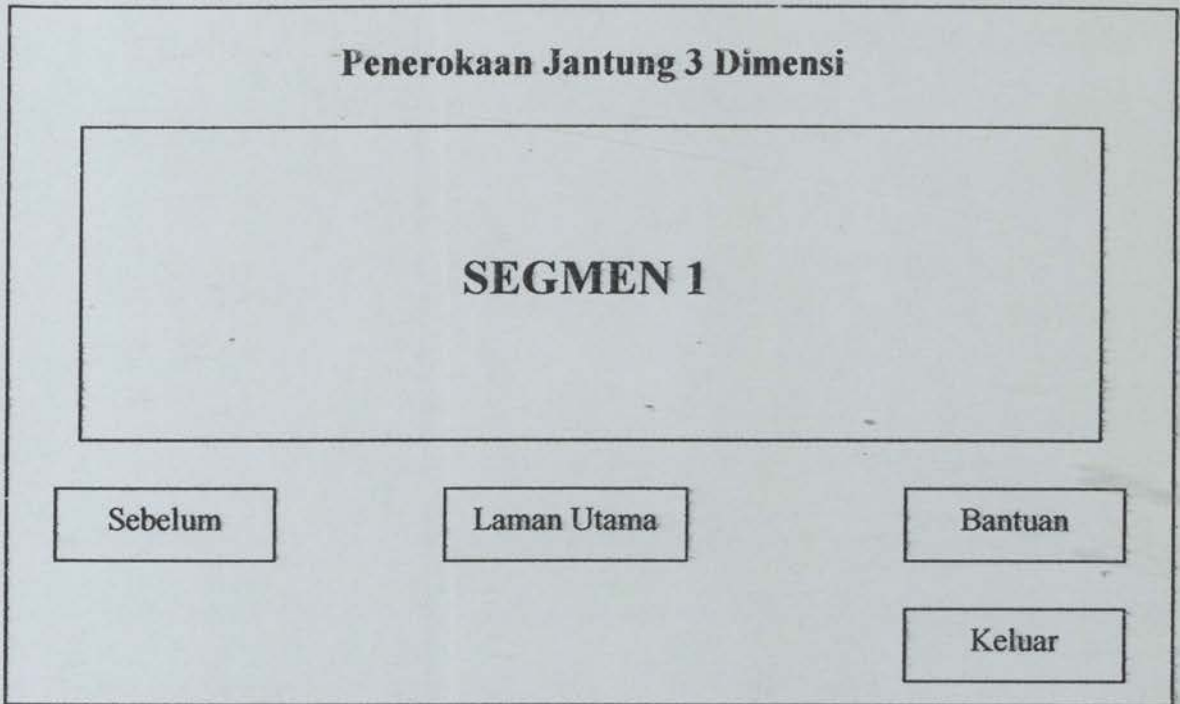 Penerokaan Jantung 3 Dimensi
SEGMEN 1
Sebelum
Laman Utama
Bantuan
Keluar